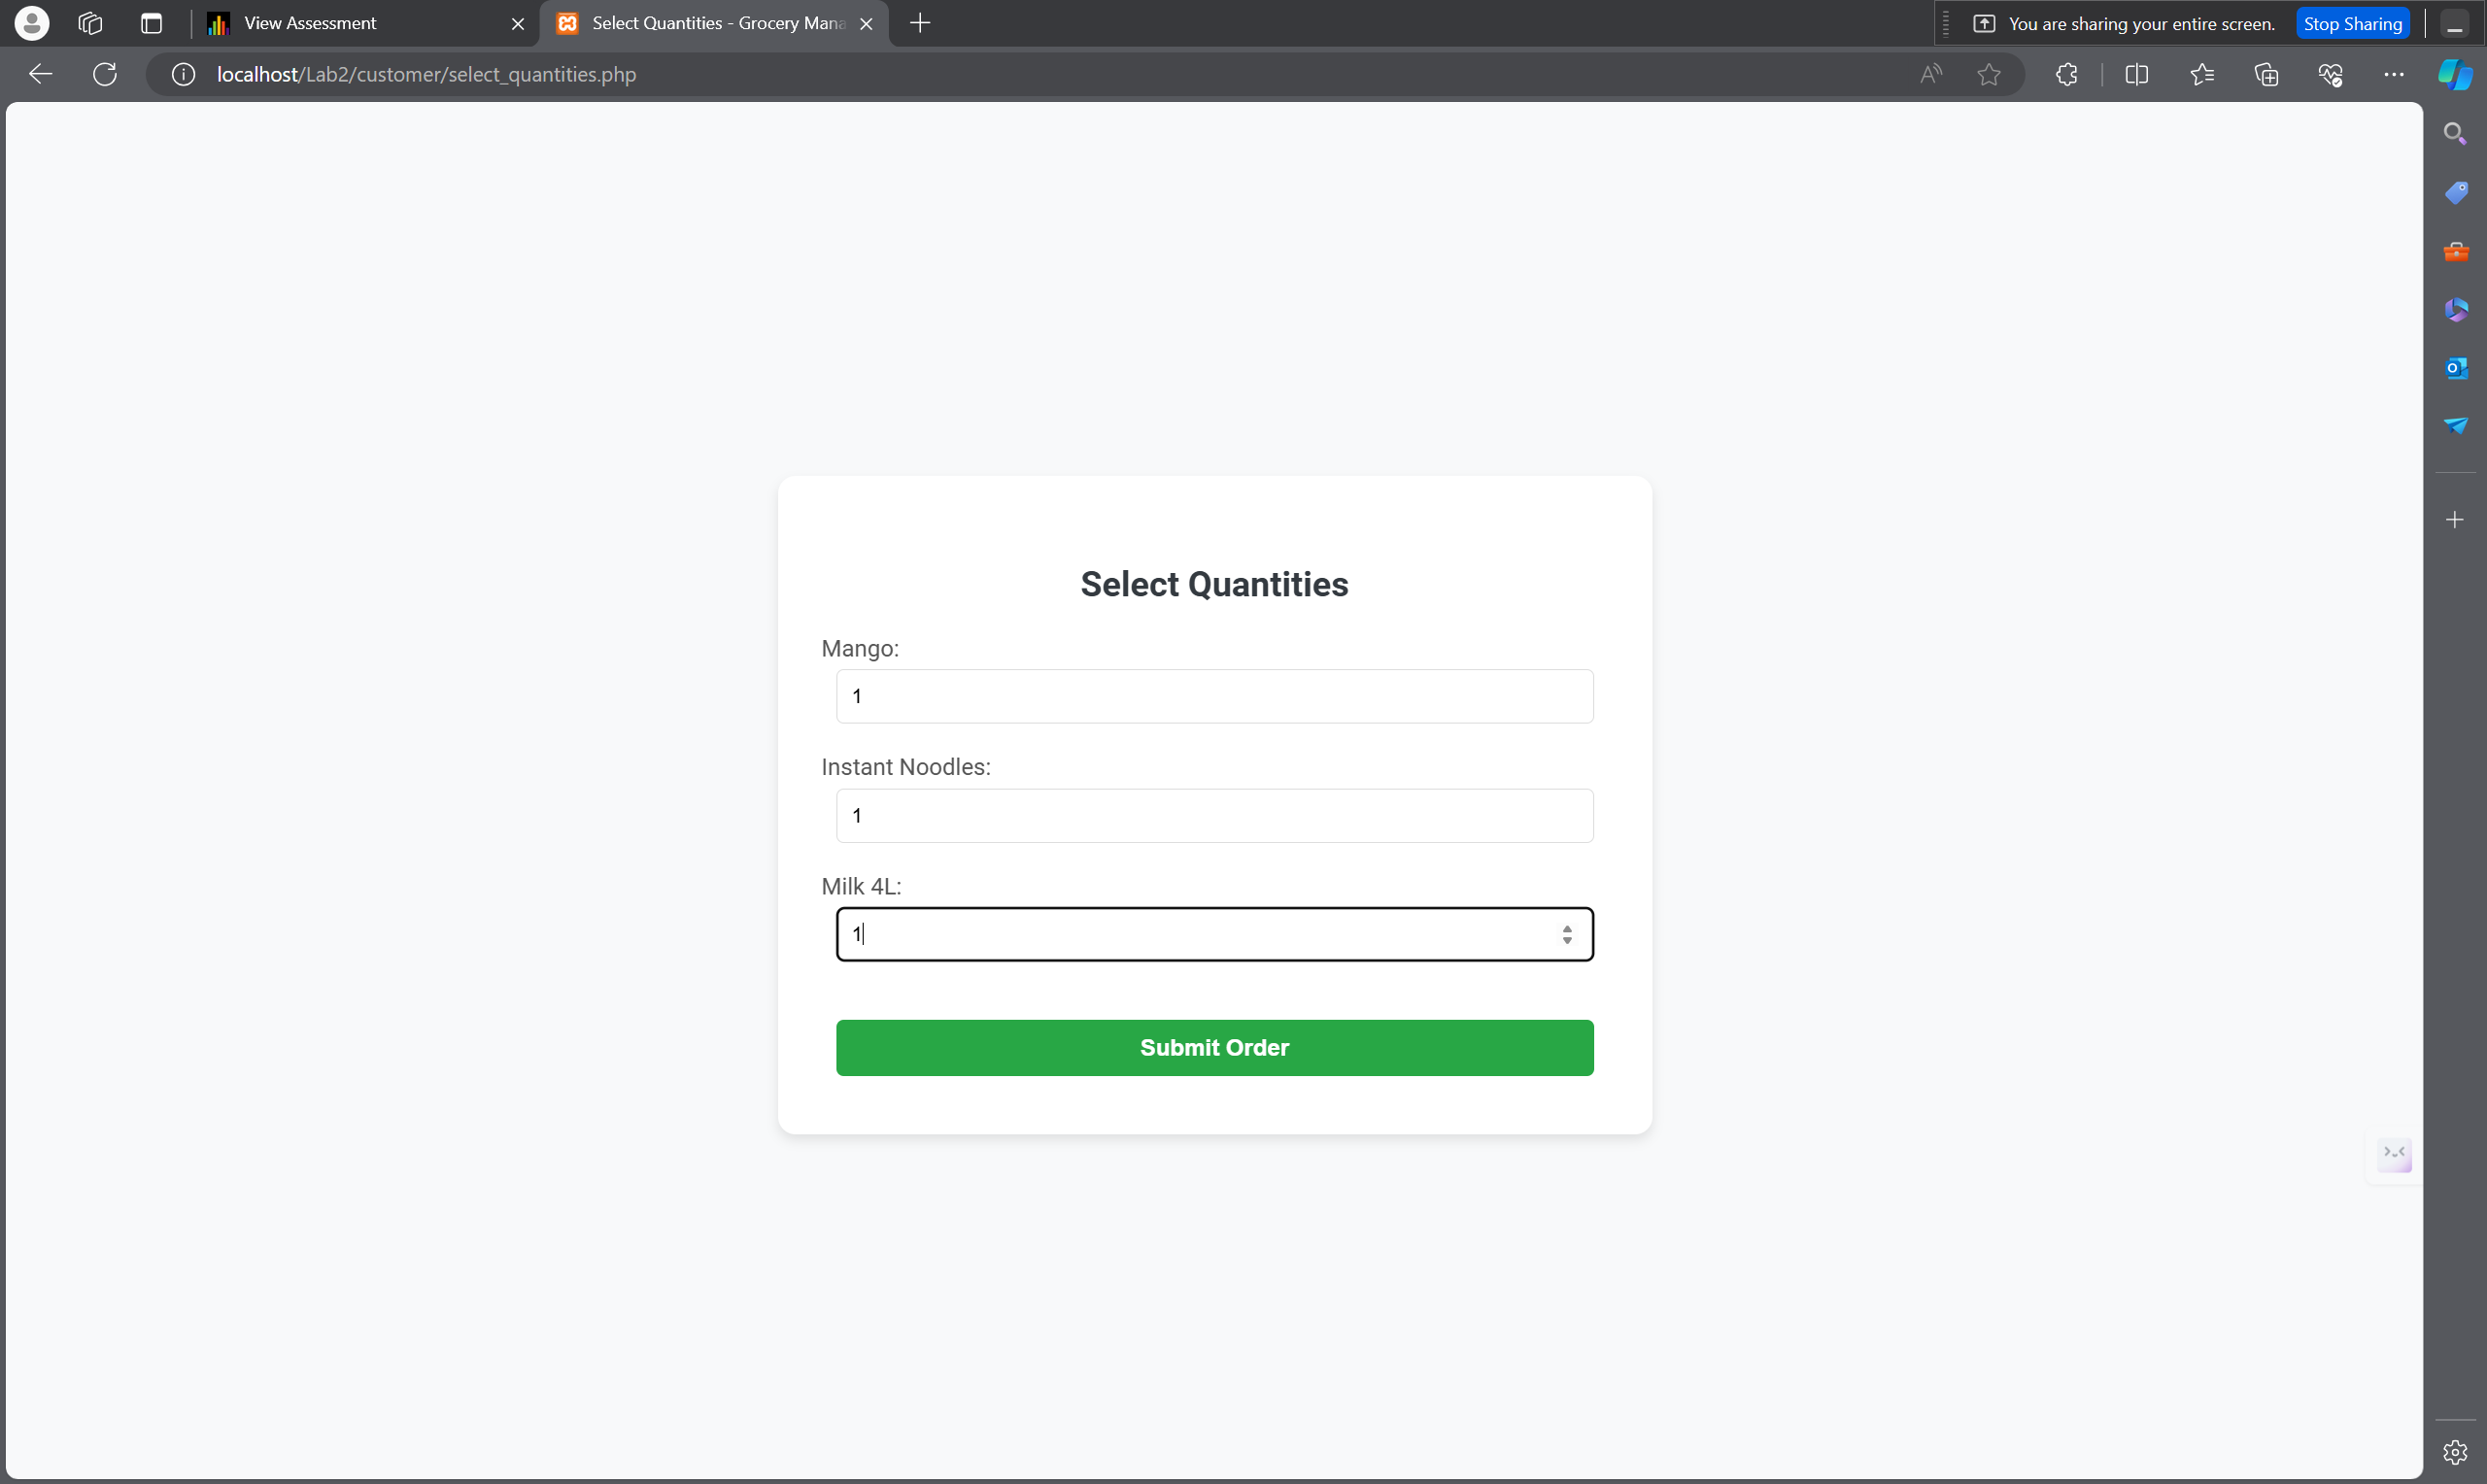 View Assessment
Select Quantities - Grocery Mana
You are sharing your entire screen.
Stop Sharing
localhost/Lab2/customer/select_quantities.php
Select Quantities
Mango:
1
Instant Noodles:
1
Milk 4L:
1
Submit Order